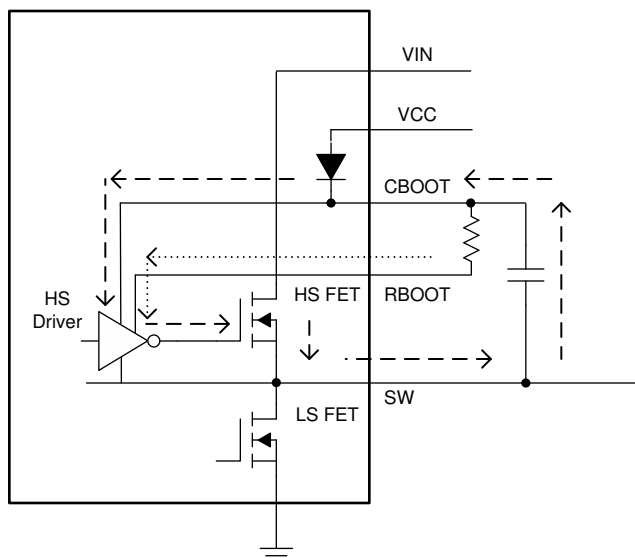 VIN
VCC
CBOOT
HS FET
RBOOT
HS
Driver
SW
LS FET